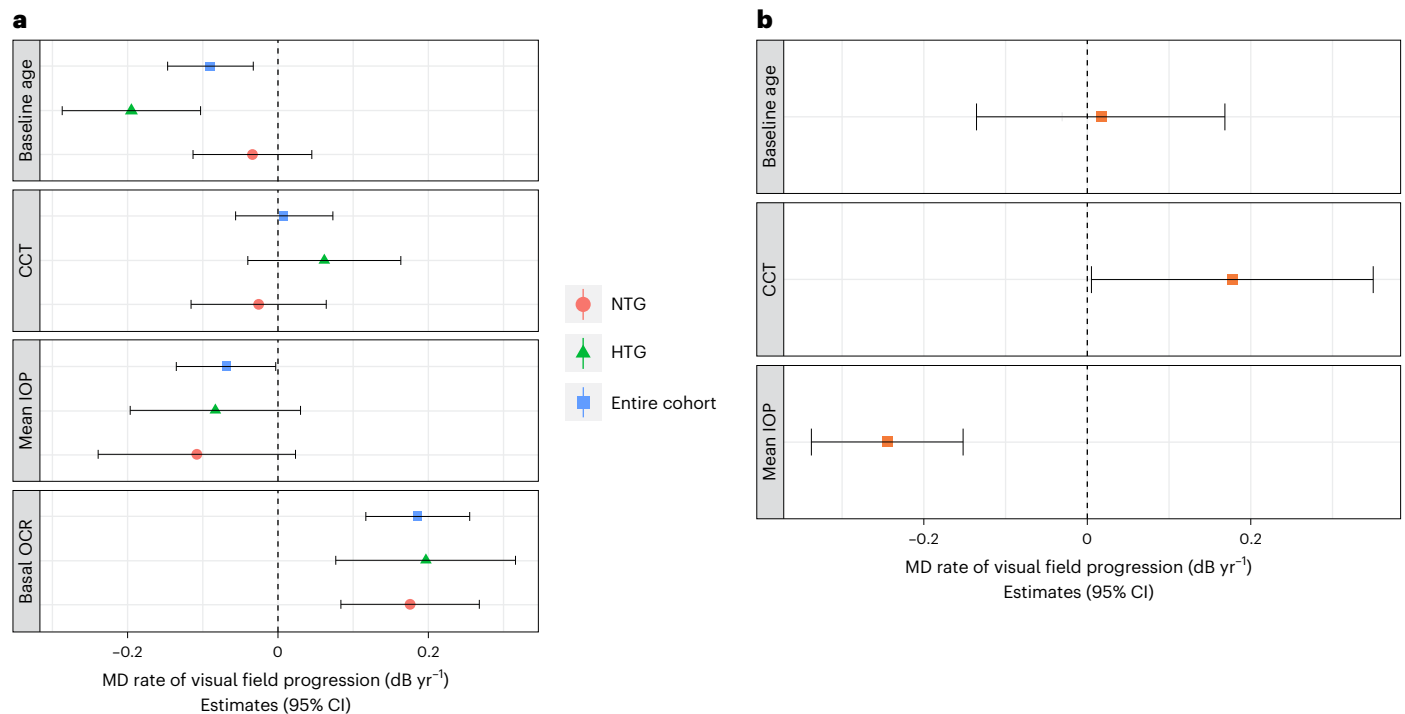 a
Baseline age
CCT
Mean IOP
Basal OCR
−0.2
0
0.2
MD rate of visual field progression (dB yr⁻¹)
Estimates (95% CI)
NTG
HTG
Entire cohort
b
Baseline age
CCT
Mean IOP
−0.2
0
0.2
MD rate of visual field progression (dB yr⁻¹)
Estimates (95% CI)